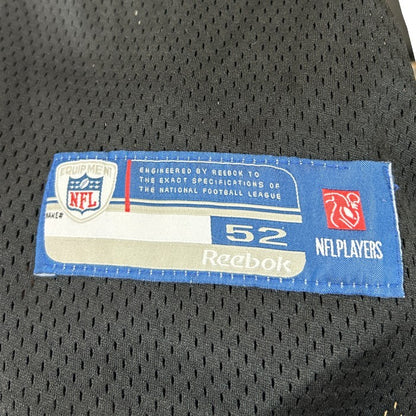 EQUIPMENT
NFL
ENGINEERED BY REEBOK TO
THE EXACT SPECIFICATIONS OF
THE NATIONAL FOOTBALL LEAGUE
52
Reebok
NFLPLAYERS